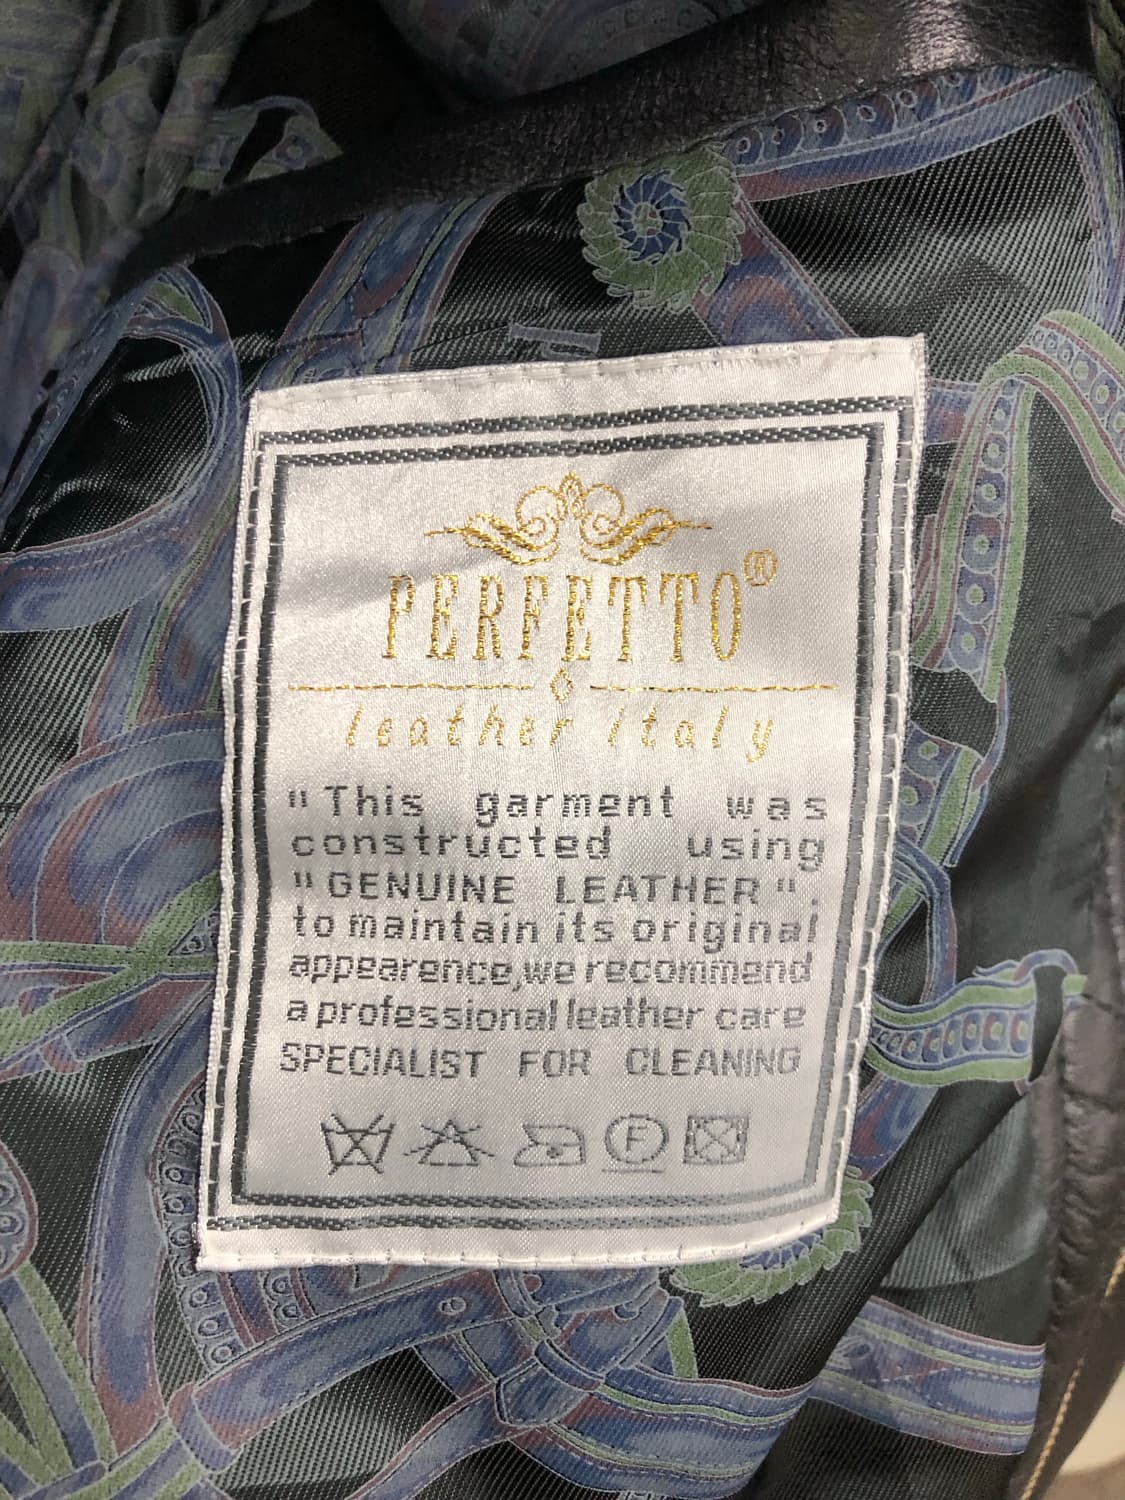 PERFETTO®
leather italy
"This garment was
constructed using
"GENUINE LEATHER".
to maintain its original
appearence,we recommend
a professional leather care
SPECIALIST FOR CLEANING
F